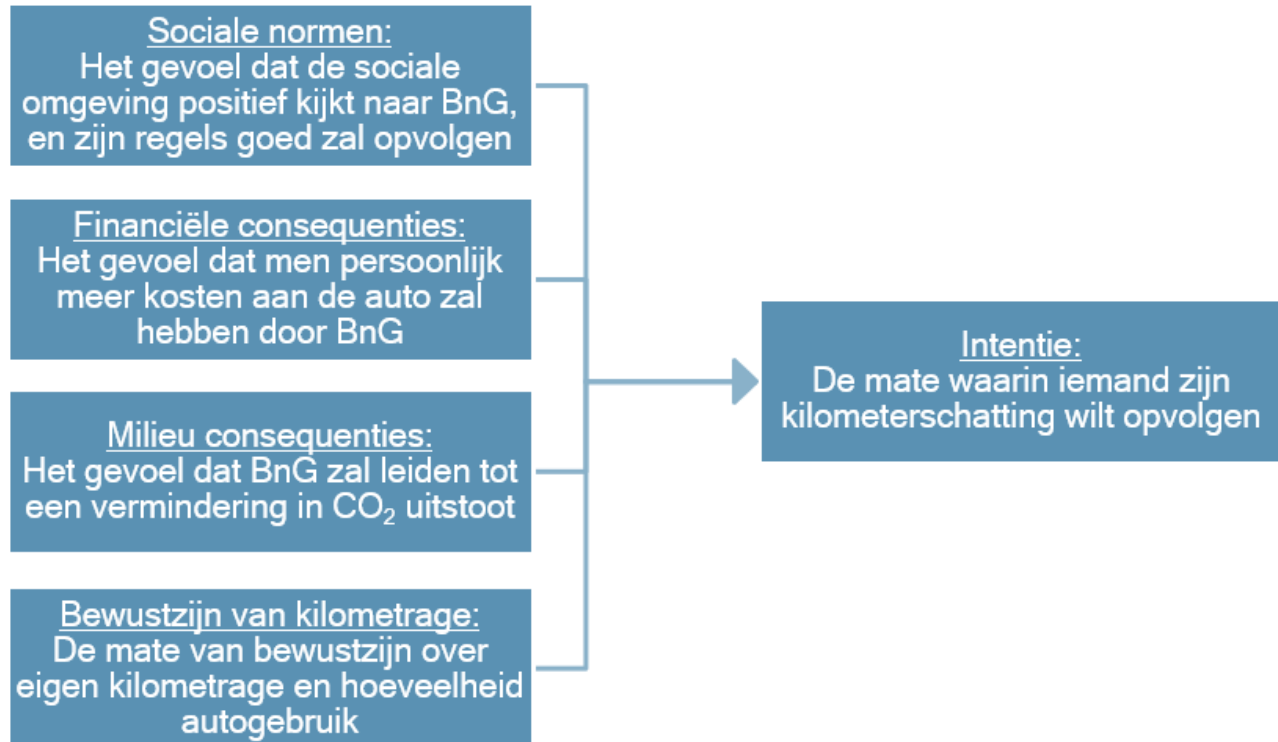 Sociale normen:
Het gevoel dat de sociale
omgeving positief kijkt naar BnG,
en zijn regels goed zal opvolgen
Financiële consequenties:
Het gevoel dat men persoonlijk
meer kosten aan de auto zal
hebben door BnG
Milieu consequenties:
Het gevoel dat BnG zal leiden tot
een vermindering in CO₂ uitstoot
Bewustzijn van kilometrage:
De mate van bewustzijn over
eigen kilometrage en hoeveelheid
autogebruik
Intentie:
De mate waarin iemand zijn
kilometerschatting wilt opvolgen